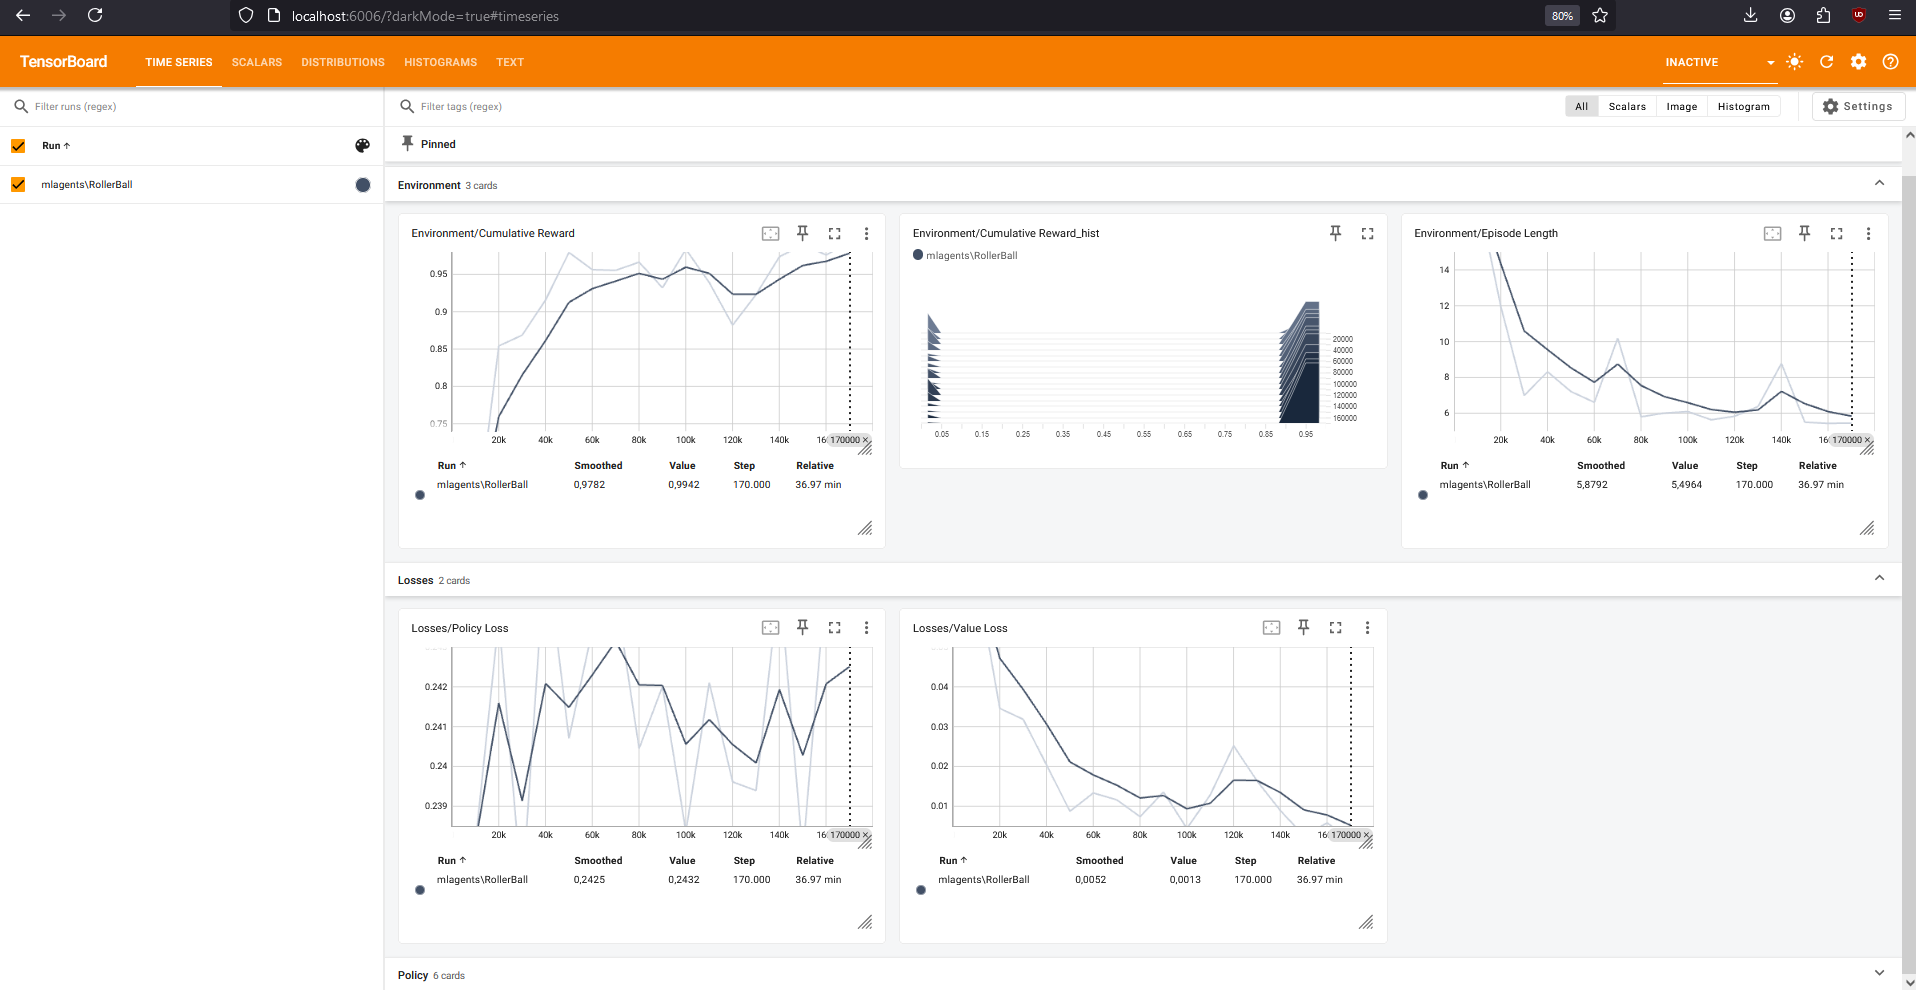 localhost:6006/?darkMode=true#timeseries
80%
TensorBoard
TIME SERIES
SCALARS
DISTRIBUTIONS
HISTOGRAMS
TEXT
INACTIVE
Filter runs (regex)
Filter tags (regex)
All
Scalars
Image
Histogram
Settings
Run
mlagents\RollerBall
Pinned
Environment 3 cards
Environment/Cumulative Reward
0.95
0.9
0.85
0.8
0.75
20k 40k 60k 80k 100k 120k 140k 16 170000 ×
Run Smoothed Value Step Relative
mlagents\RollerBall 0,9782 0,9942 170.000 36.97 min
Environment/Cumulative Reward_hist
mlagents\RollerBall
20000
40000
60000
80000
100000
120000
140000
160000
0.05 0.15 0.25 0.35 0.45 0.55 0.65 0.75 0.85 0.95
Environment/Episode Length
14
12
10
8
6
20k 40k 60k 80k 100k 120k 140k 16 170000 ×
Run Smoothed Value Step Relative
mlagents\RollerBall 5,8792 5,4964 170.000 36.97 min
Losses 2 cards
Losses/Policy Loss
0.242
0.241
0.24
0.239
20k 40k 60k 80k 100k 120k 140k 16 170000 ×
Run Smoothed Value Step Relative
mlagents\RollerBall 0,2425 0,2432 170.000 36.97 min
Losses/Value Loss
0.04
0.03
0.02
0.01
20k 40k 60k 80k 100k 120k 140k 16 170000 ×
Run Smoothed Value Step Relative
mlagents\RollerBall 0,0052 0,0013 170.000 36.97 min
Policy 6 cards